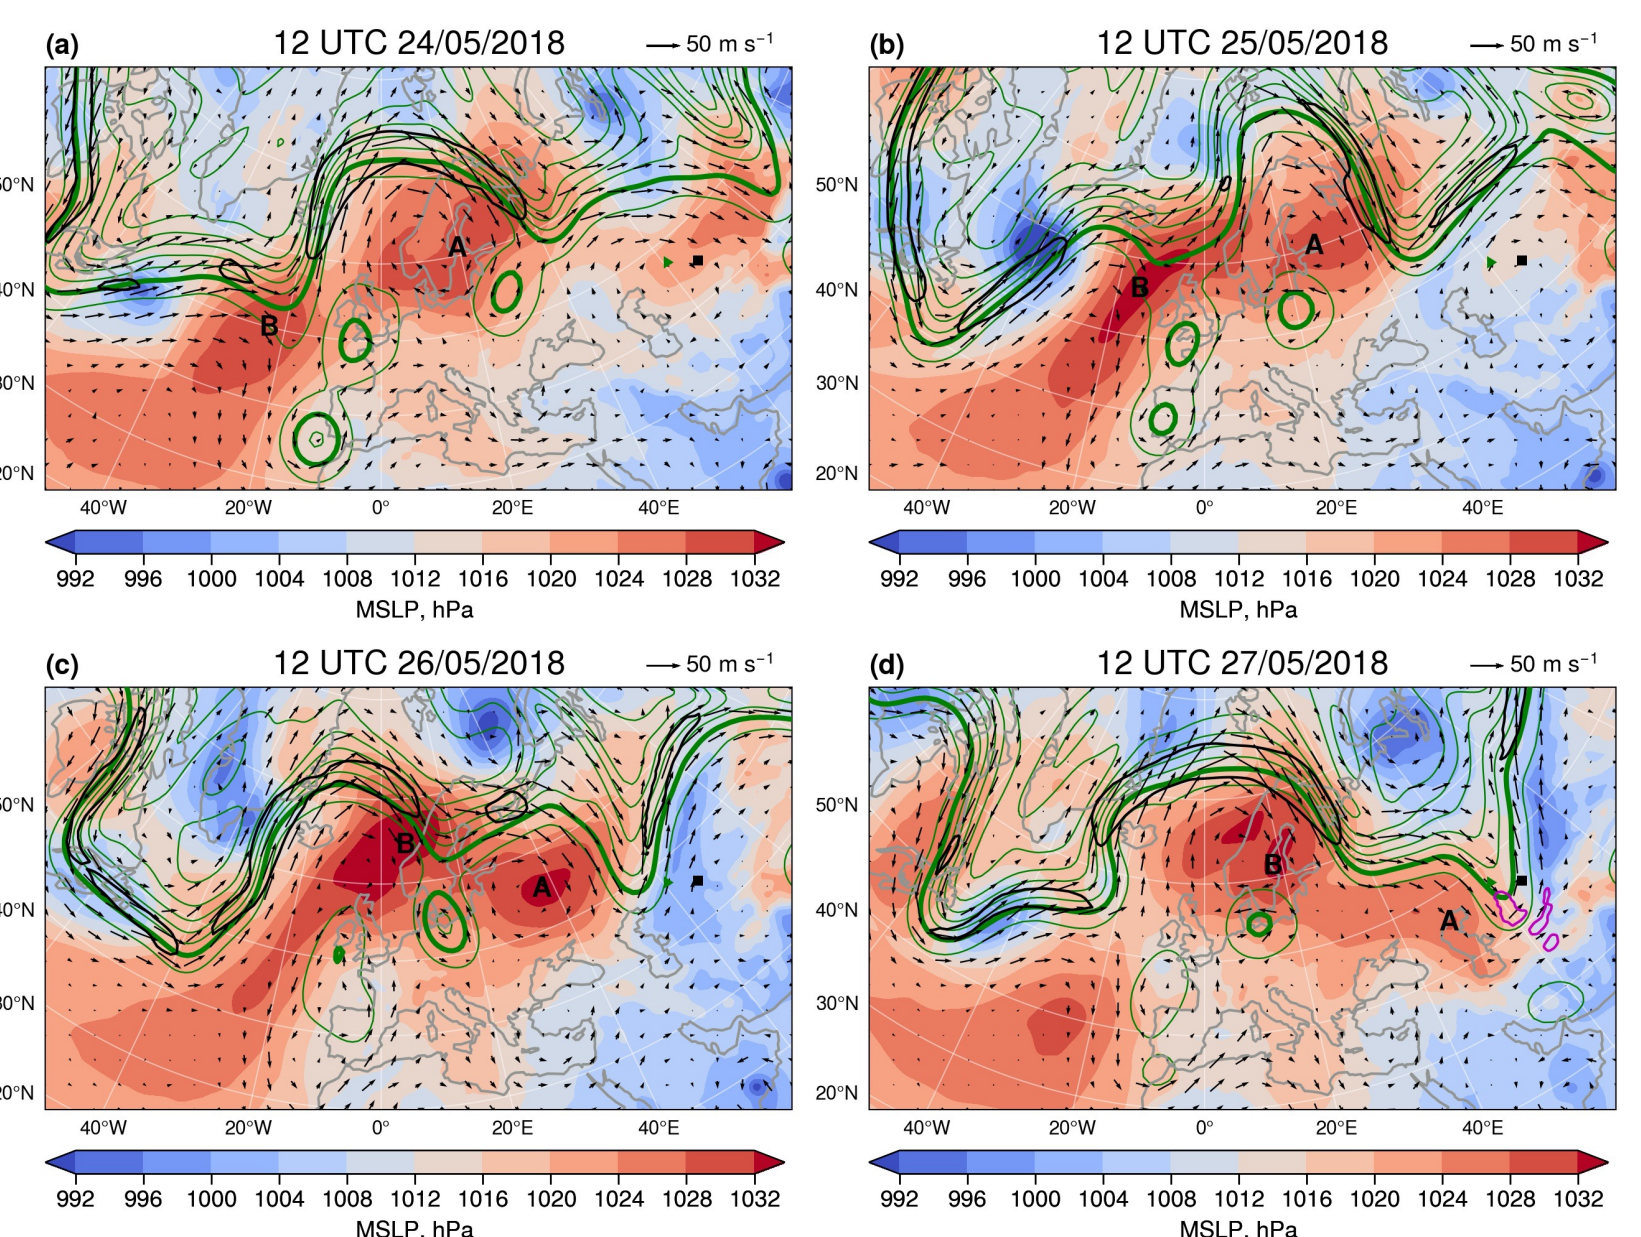 (a) 12 UTC 24/05/2018 50 m s⁻¹
50°N
40°N
30°N
20°N
A
B
40°W 20°W 0° 20°E 40°E
992 996 1000 1004 1008 1012 1016 1020 1024 1028 1032
MSLP, hPa
(b) 12 UTC 25/05/2018 50 m s⁻¹
50°N
40°N
30°N
20°N
A
B
40°W 20°W 0° 20°E 40°E
992 996 1000 1004 1008 1012 1016 1020 1024 1028 1032
MSLP, hPa
(c) 12 UTC 26/05/2018 50 m s⁻¹
50°N
40°N
30°N
20°N
B
A
40°W 20°W 0° 20°E 40°E
992 996 1000 1004 1008 1012 1016 1020 1024 1028 1032
MSLP, hPa
(d) 12 UTC 27/05/2018 50 m s⁻¹
50°N
40°N
30°N
20°N
B
A
40°W 20°W 0° 20°E 40°E
992 996 1000 1004 1008 1012 1016 1020 1024 1028 1032
MSLP, hPa